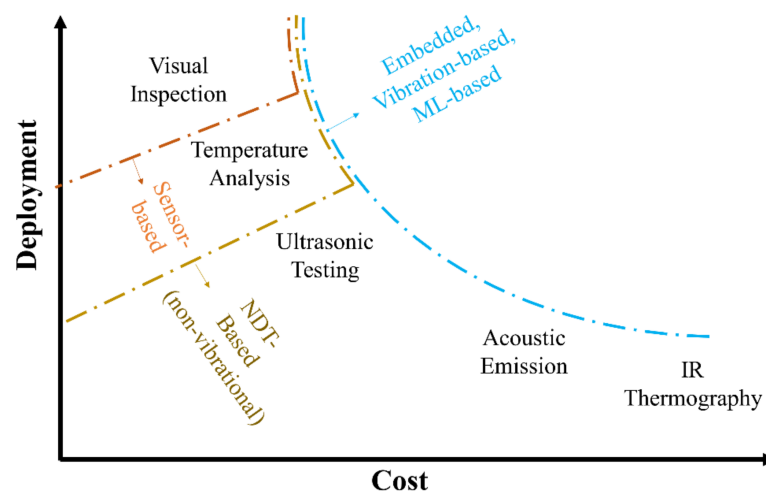 Visual
Inspection
Embedded,
Vibration-based,
ML-based
Temperature
Analysis
Sensor-
based
Deployment
Ultrasonic
Testing
NDT-
Based
(non-vibrational)
Acoustic
Emission
IR
Thermography
Cost